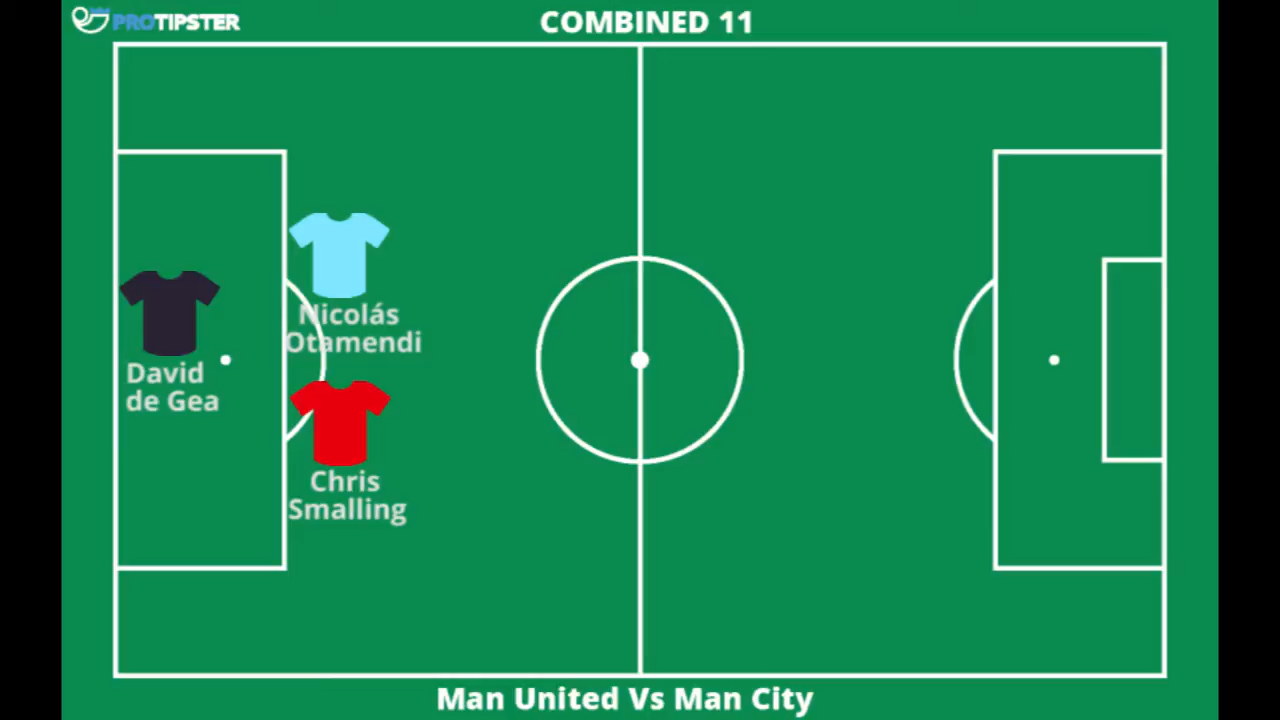 PROTIPSTER
COMBINED 11
Nicolás
Otamendi
David
de Gea
Chris
Smalling
Man United Vs Man City